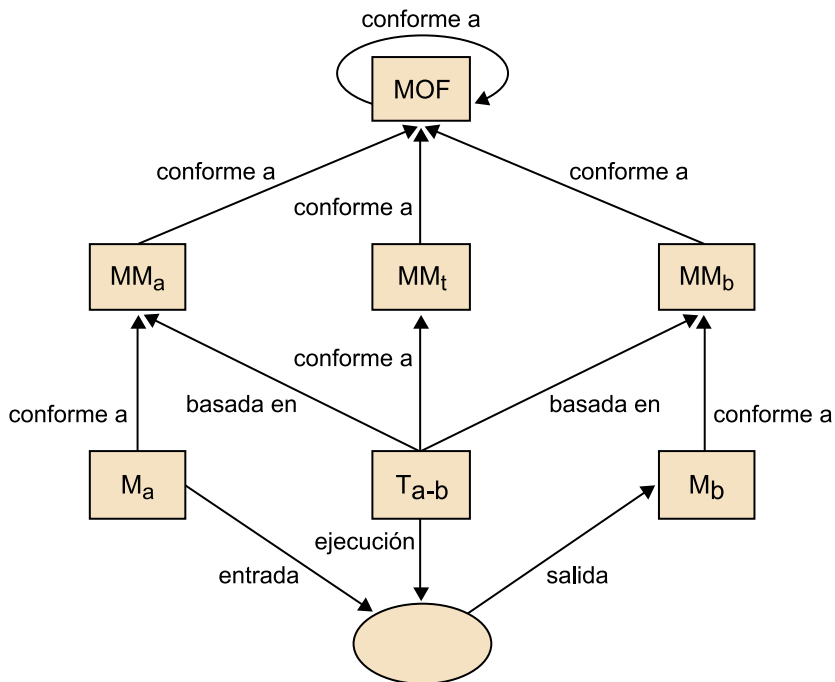 conforme a
MOF
conforme a
conforme a
conforme a
MMa
MMt
MMb
conforme a
conforme a
basada en
basada en
conforme a
Ma
Ta-b
Mb
ejecución
entrada
salida